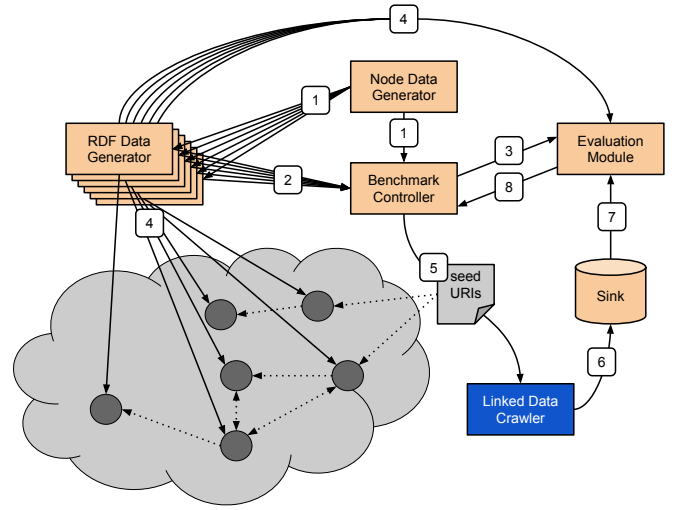 4
Node Data
Generator
1
1
RDF Data
Generator
3
Evaluation
Module
2
Benchmark
Controller
8
4
7
5
seed
URIs
Sink
6
Linked Data
Crawler